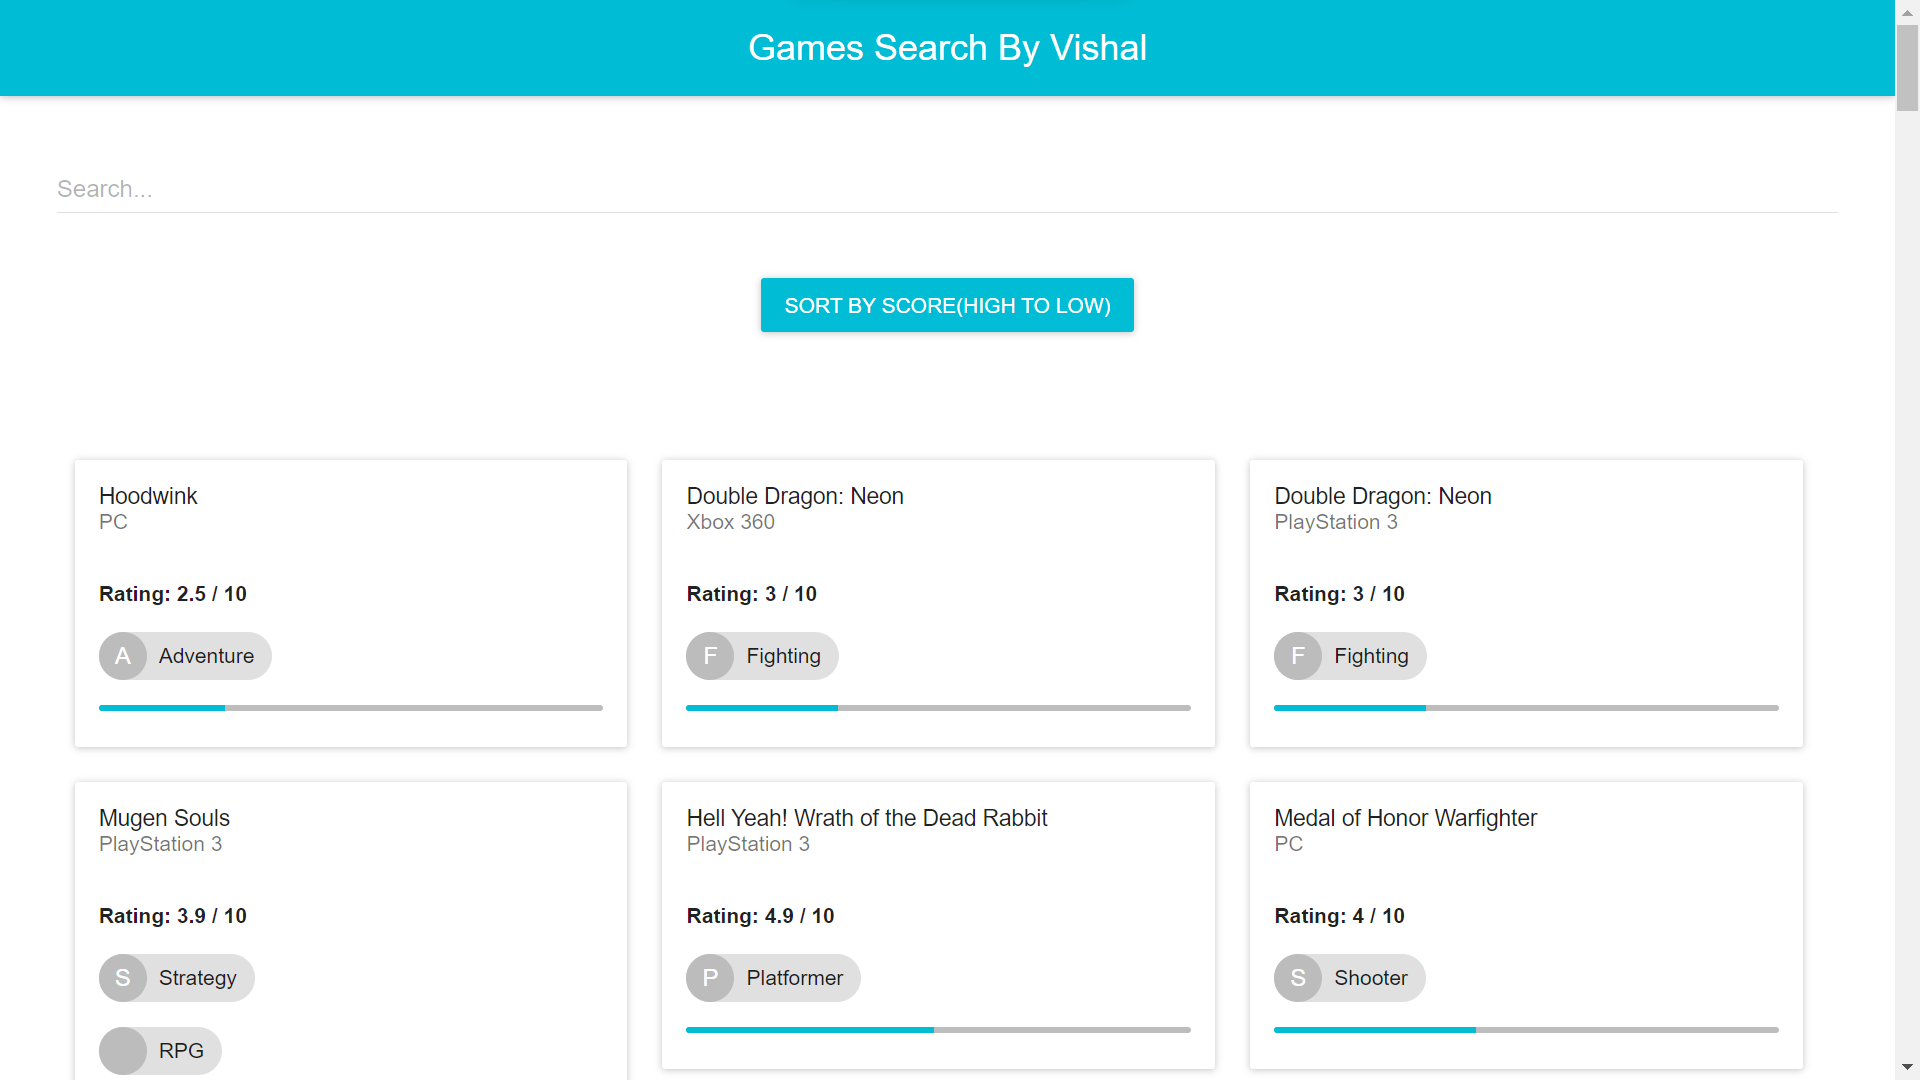 Games Search By Vishal
Search...
SORT BY SCORE(HIGH TO LOW)
Hoodwink
PC
Rating: 2.5 / 10
A Adventure
Double Dragon: Neon
Xbox 360
Rating: 3 / 10
F Fighting
Double Dragon: Neon
PlayStation 3
Rating: 3 / 10
F Fighting
Mugen Souls
PlayStation 3
Rating: 3.9 / 10
S Strategy
RPG
Hell Yeah! Wrath of the Dead Rabbit
PlayStation 3
Rating: 4.9 / 10
P Platformer
Medal of Honor Warfighter
PC
Rating: 4 / 10
S Shooter